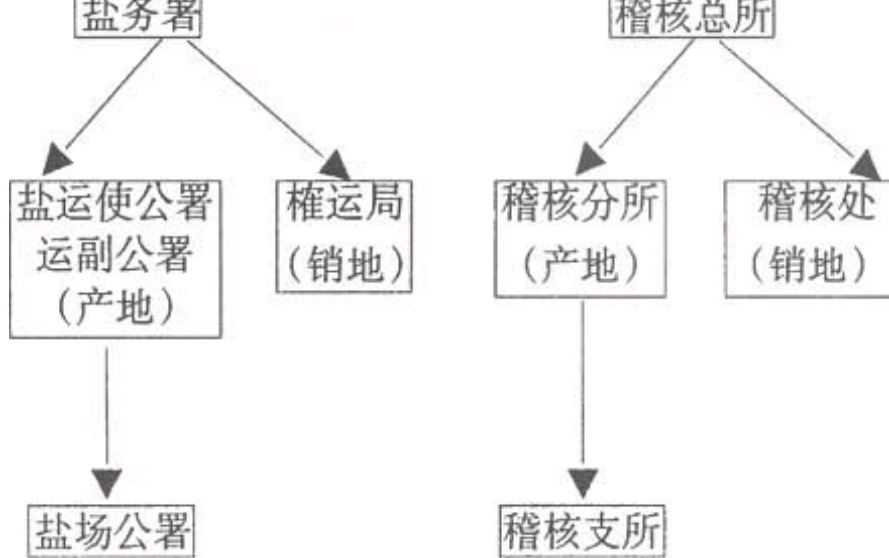 盐务署
稽核总所
盐运使公署
运副公署
(产地)
榷运局
(销地)
稽核分所
(产地)
稽核处
(销地)
盐场公署
稽核支所